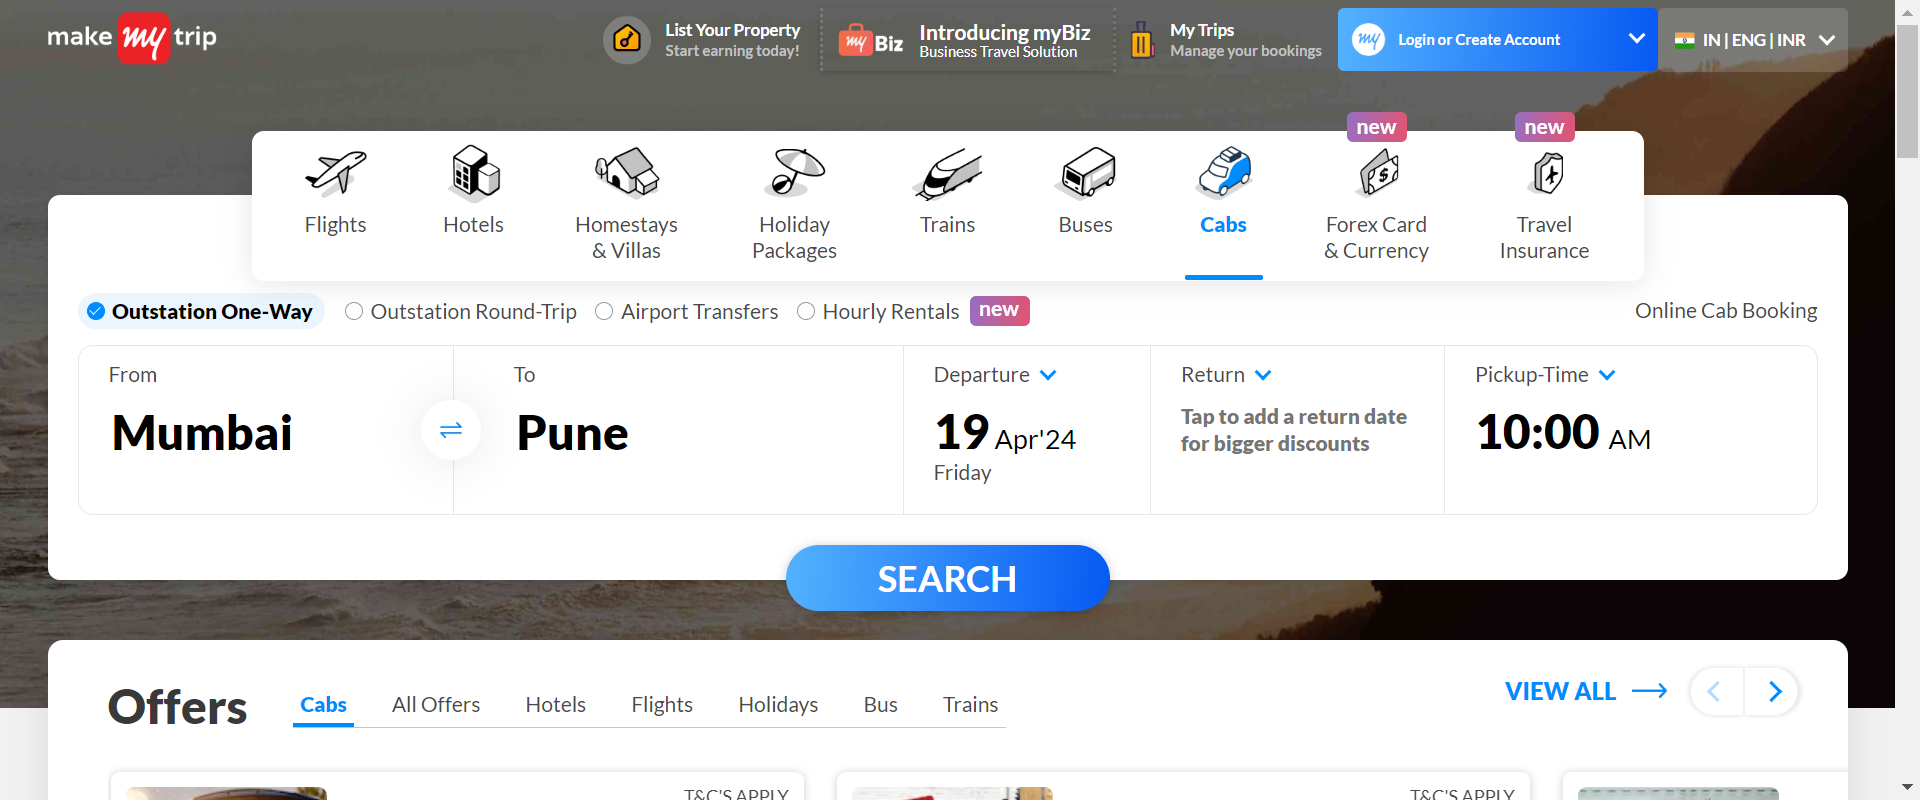 make my trip
List Your Property
Start earning today!
my Biz
Introducing myBiz
Business Travel Solution
My Trips
Manage your bookings
my
Login or Create Account
IN | ENG | INR
new
new
Flights
Hotels
Homestays
& Villas
Holiday
Packages
Trains
Buses
Cabs
Forex Card
& Currency
Travel
Insurance
Outstation One-Way
Outstation Round-Trip
Airport Transfers
Hourly Rentals
new
Online Cab Booking
From
Mumbai
To
Pune
Departure
19 Apr'24
Friday
Return
Tap to add a return date
for bigger discounts
Pickup-Time
10:00 AM
SEARCH
Offers
Cabs
All Offers
Hotels
Flights
Holidays
Bus
Trains
VIEW ALL
T&C'S APPLY
T&C'S APPLY